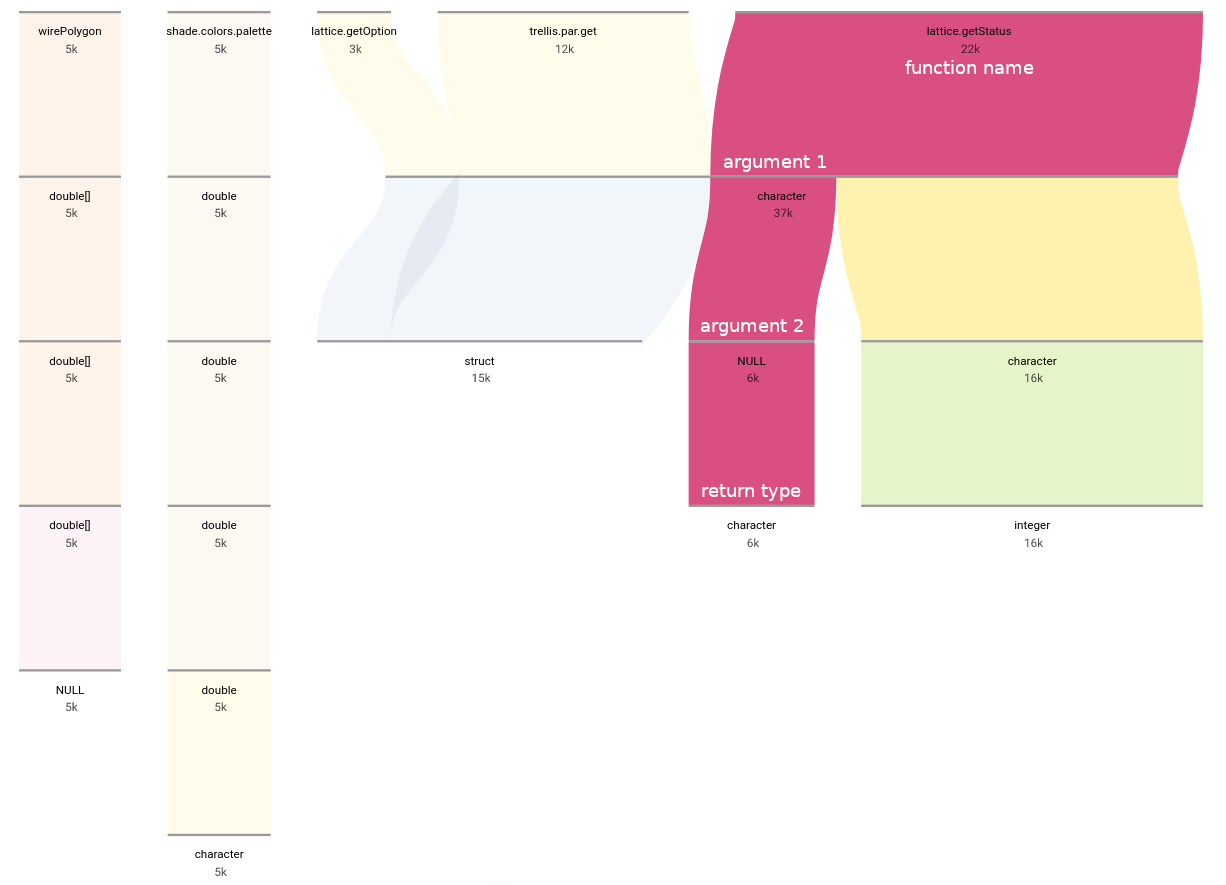 wirePolygon
5k
shade.colors.palette
5k
lattice.getOption
3k
trellis.par.get
12k
lattice.getStatus
22k
function name
argument 1
double[]
5k
double
5k
character
37k
argument 2
double[]
5k
double
5k
struct
15k
NULL
6k
character
16k
return type
double[]
5k
double
5k
character
6k
integer
16k
NULL
5k
double
5k
character
5k